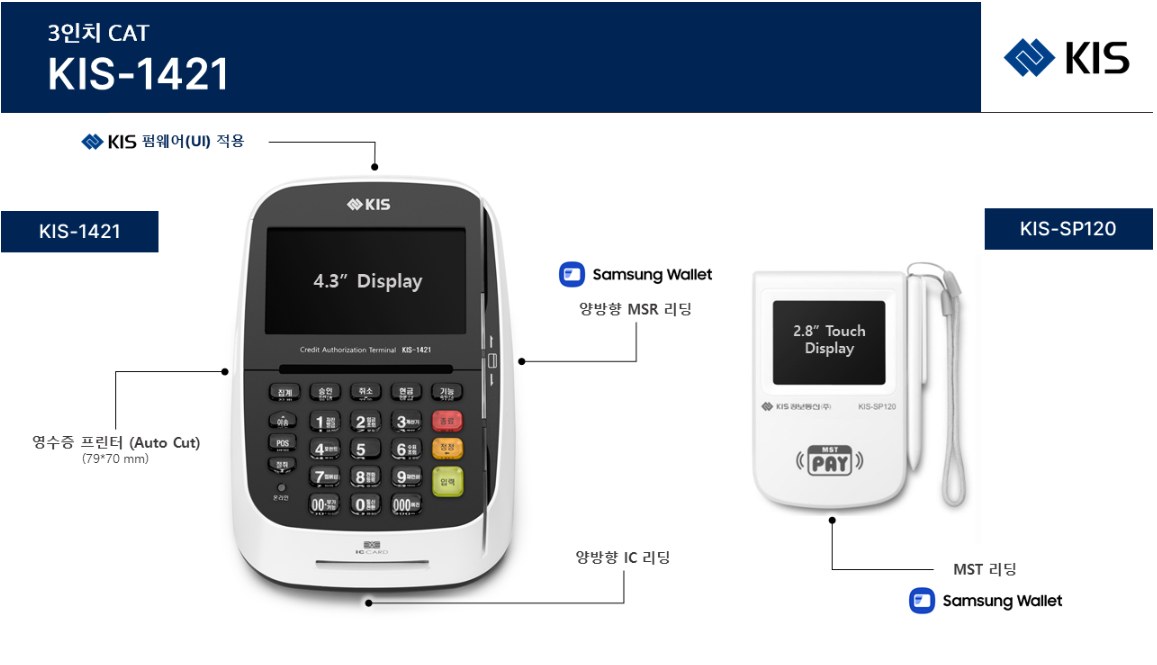 3인치 CAT
KIS-1421
KIS
KIS 펌웨어(UI) 적용
KIS-1421
KIS-SP120
KIS
4.3” Display
Samsung Wallet
양방향 MSR 리딩
2.8” Touch
Display
Credit Authorization Terminal KIS-1421
KIS 정보통신(주) KIS-SP120
집계 승인 취소 현금 기능
이송 1 2 3 종료
영수증 프린터 (Auto Cut)
(79*70 mm)
POS 4 5 6 정정
7 8 9 입력
온라인
00 0 000
MST
PAY
IC CARD
양방향 IC 리딩
MST 리딩
Samsung Wallet